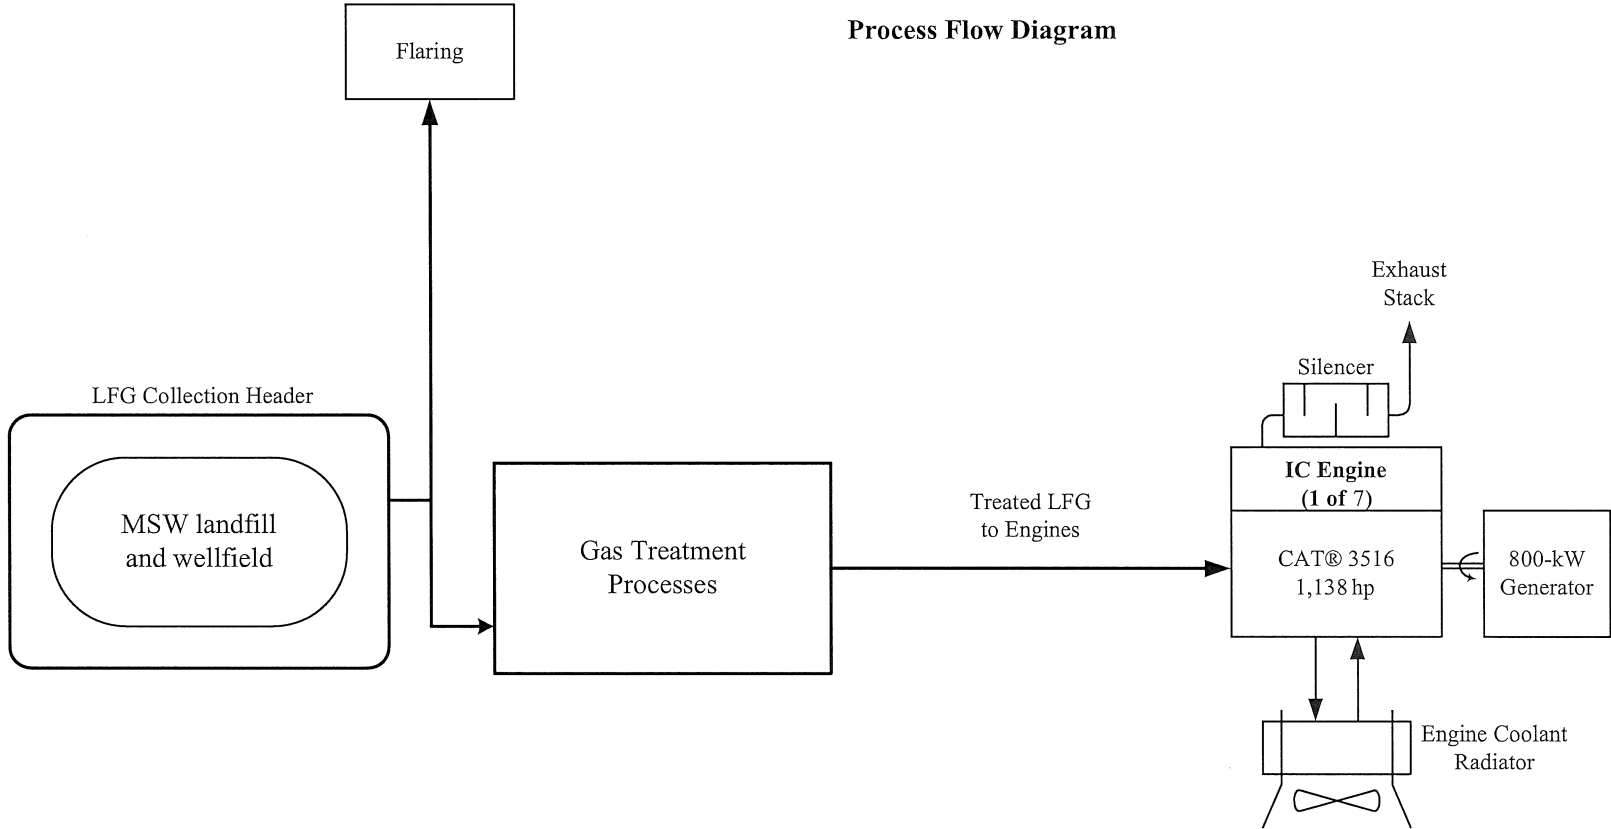 Process Flow Diagram
Flaring
Exhaust
Stack
Silencer
LFG Collection Header
IC Engine
(1 of 7)
Treated LFG
to Engines
MSW landfill
and wellfield
Gas Treatment
Processes
CAT® 3516
1,138 hp
800-kW
Generator
Engine Coolant
Radiator